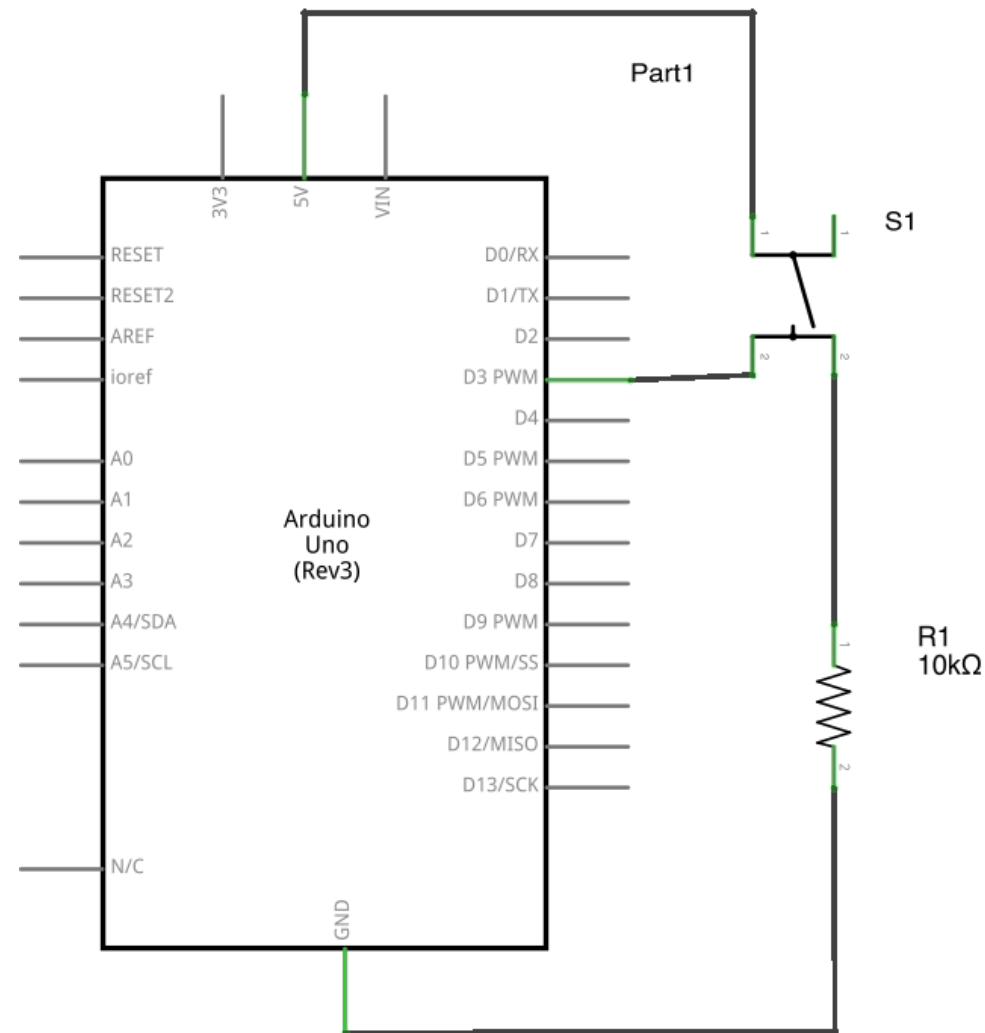 Part1
3V3
5V
VIN
1
1
S1
RESET
D0/RX
RESET2
D1/TX
AREF
D2
2
2
ioref
D3 PWM
D4
A0
D5 PWM
A1
D6 PWM
Arduino
Uno
(Rev3)
A2
D7
A3
D8
A4/SDA
D9 PWM
1
R1
10kΩ
A5/SCL
D10 PWM/SS
D11 PWM/MOSI
D12/MISO
2
D13/SCK
N/C
GND